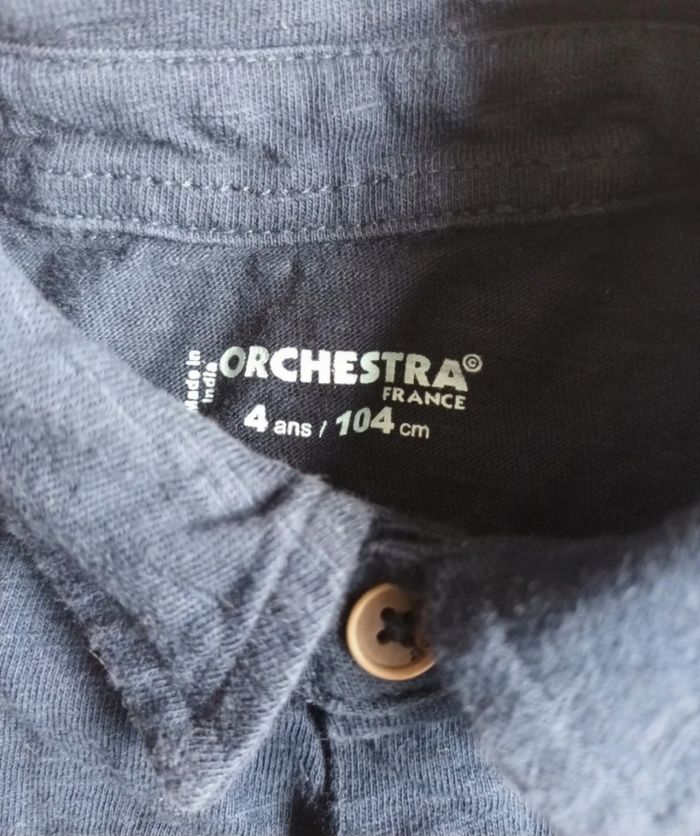 Made in
India
ORCHESTRA©
FRANCE
4 ans / 104 cm